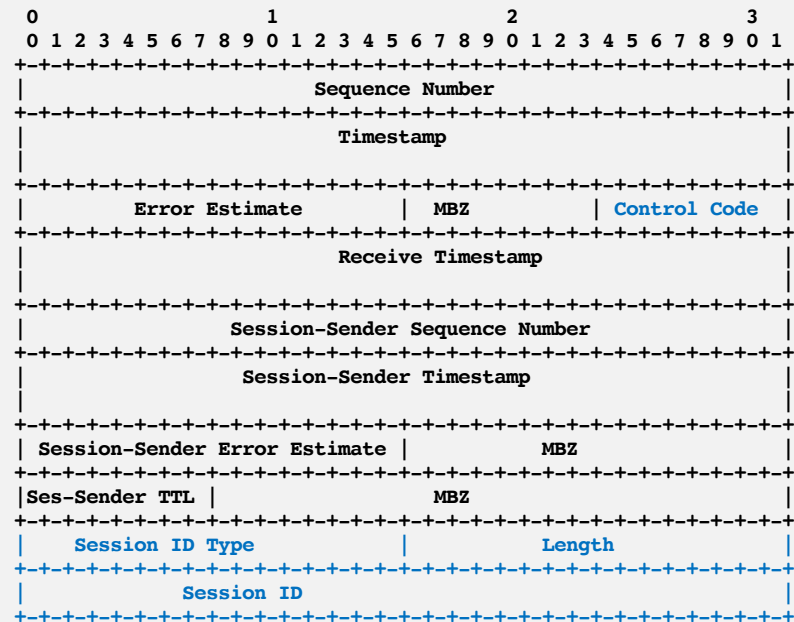 0                   1                   2                   3
 0 1 2 3 4 5 6 7 8 9 0 1 2 3 4 5 6 7 8 9 0 1 2 3 4 5 6 7 8 9 0 1
+-+-+-+-+-+-+-+-+-+-+-+-+-+-+-+-+-+-+-+-+-+-+-+-+-+-+-+-+-+-+-+-+
|                        Sequence Number                        |
+-+-+-+-+-+-+-+-+-+-+-+-+-+-+-+-+-+-+-+-+-+-+-+-+-+-+-+-+-+-+-+-+
|                          Timestamp                            |
|                                                               |
+-+-+-+-+-+-+-+-+-+-+-+-+-+-+-+-+-+-+-+-+-+-+-+-+-+-+-+-+-+-+-+-+
|         Error Estimate        |  MBZ          | Control Code  |
+-+-+-+-+-+-+-+-+-+-+-+-+-+-+-+-+-+-+-+-+-+-+-+-+-+-+-+-+-+-+-+-+
|                          Receive Timestamp                    |
|                                                               |
+-+-+-+-+-+-+-+-+-+-+-+-+-+-+-+-+-+-+-+-+-+-+-+-+-+-+-+-+-+-+-+-+
|                 Session-Sender Sequence Number                |
+-+-+-+-+-+-+-+-+-+-+-+-+-+-+-+-+-+-+-+-+-+-+-+-+-+-+-+-+-+-+-+-+
|                  Session-Sender Timestamp                     |
|                                                               |
+-+-+-+-+-+-+-+-+-+-+-+-+-+-+-+-+-+-+-+-+-+-+-+-+-+-+-+-+-+-+-+-+
| Session-Sender Error Estimate |           MBZ                 |
+-+-+-+-+-+-+-+-+-+-+-+-+-+-+-+-+-+-+-+-+-+-+-+-+-+-+-+-+-+-+-+-+
|Ses-Sender TTL |                  MBZ                          |
+-+-+-+-+-+-+-+-+-+-+-+-+-+-+-+-+-+-+-+-+-+-+-+-+-+-+-+-+-+-+-+-+
|    Session ID Type            |           Length              |
+-+-+-+-+-+-+-+-+-+-+-+-+-+-+-+-+-+-+-+-+-+-+-+-+-+-+-+-+-+-+-+-+
|             Session ID                                        |
+-+-+-+-+-+-+-+-+-+-+-+-+-+-+-+-+-+-+-+-+-+-+-+-+-+-+-+-+-+-+-+-+